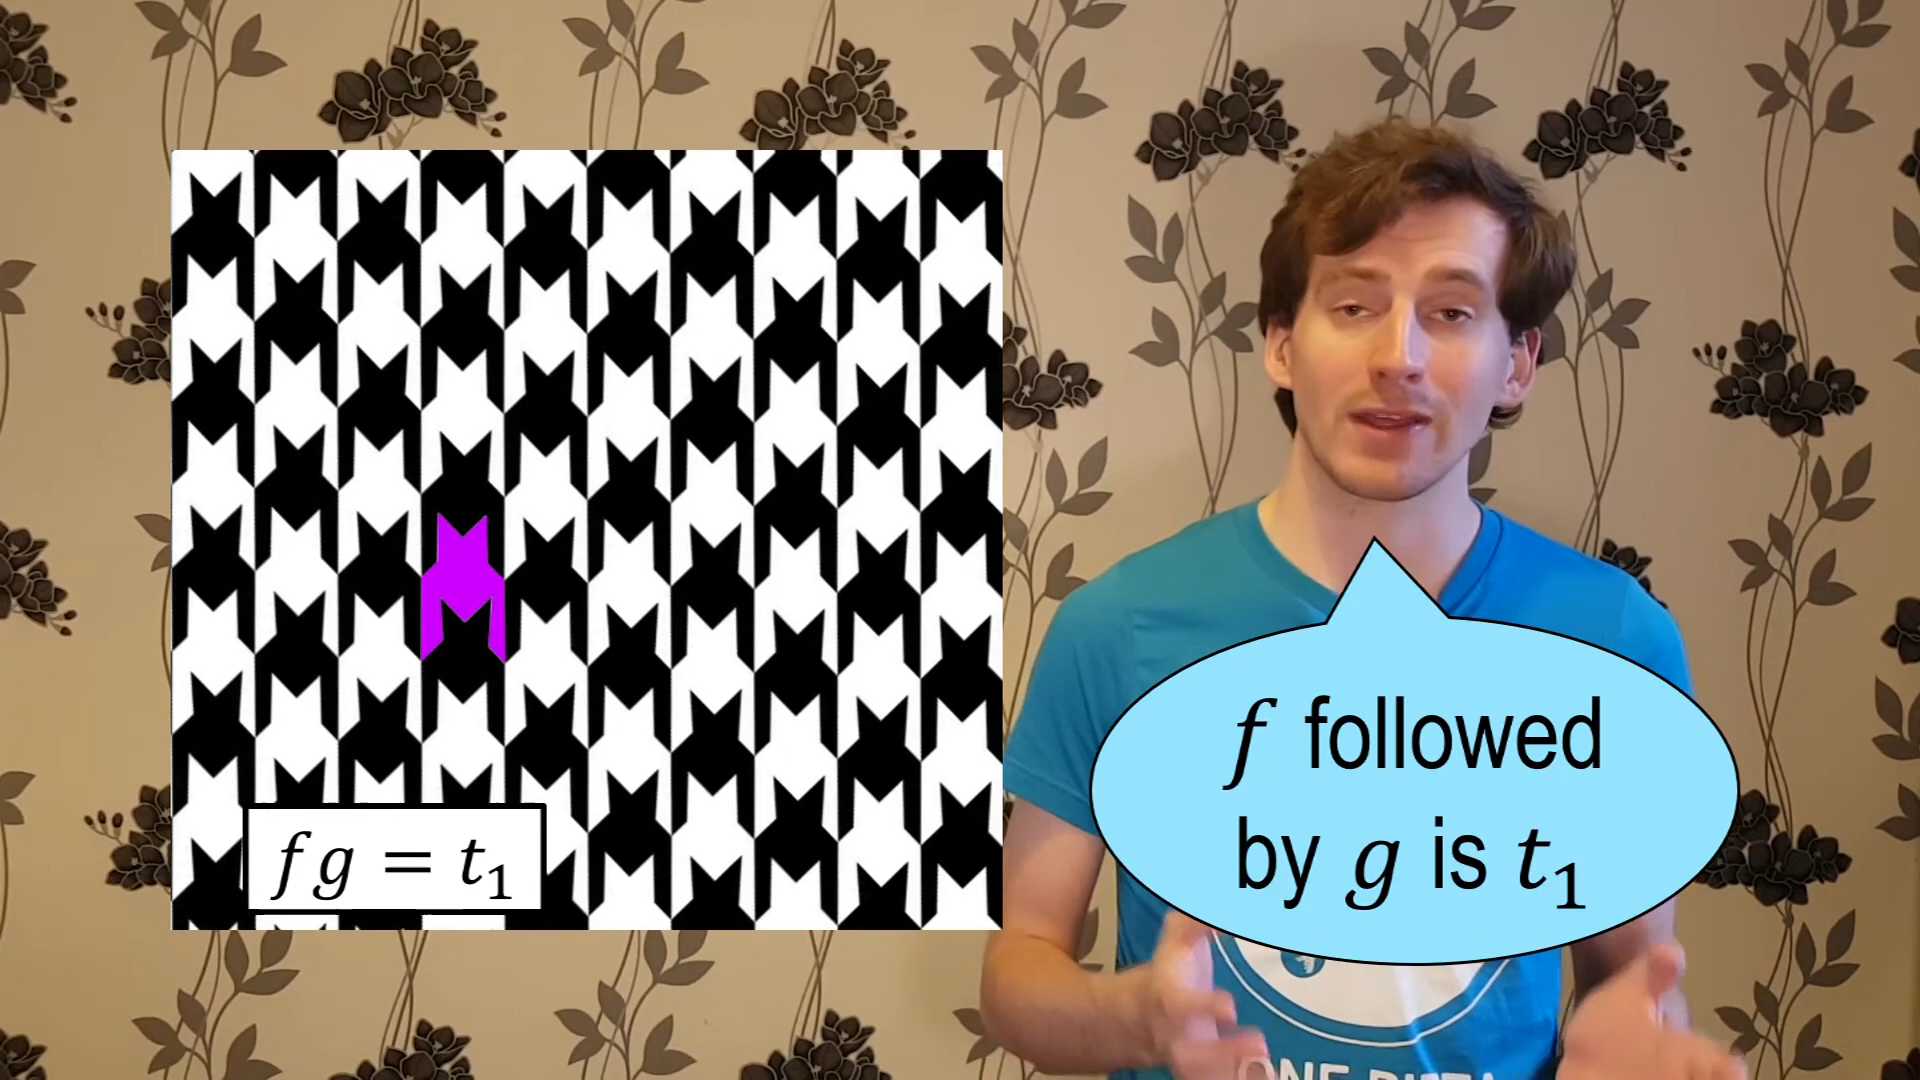 fg = t₁
f followed
by g is t₁